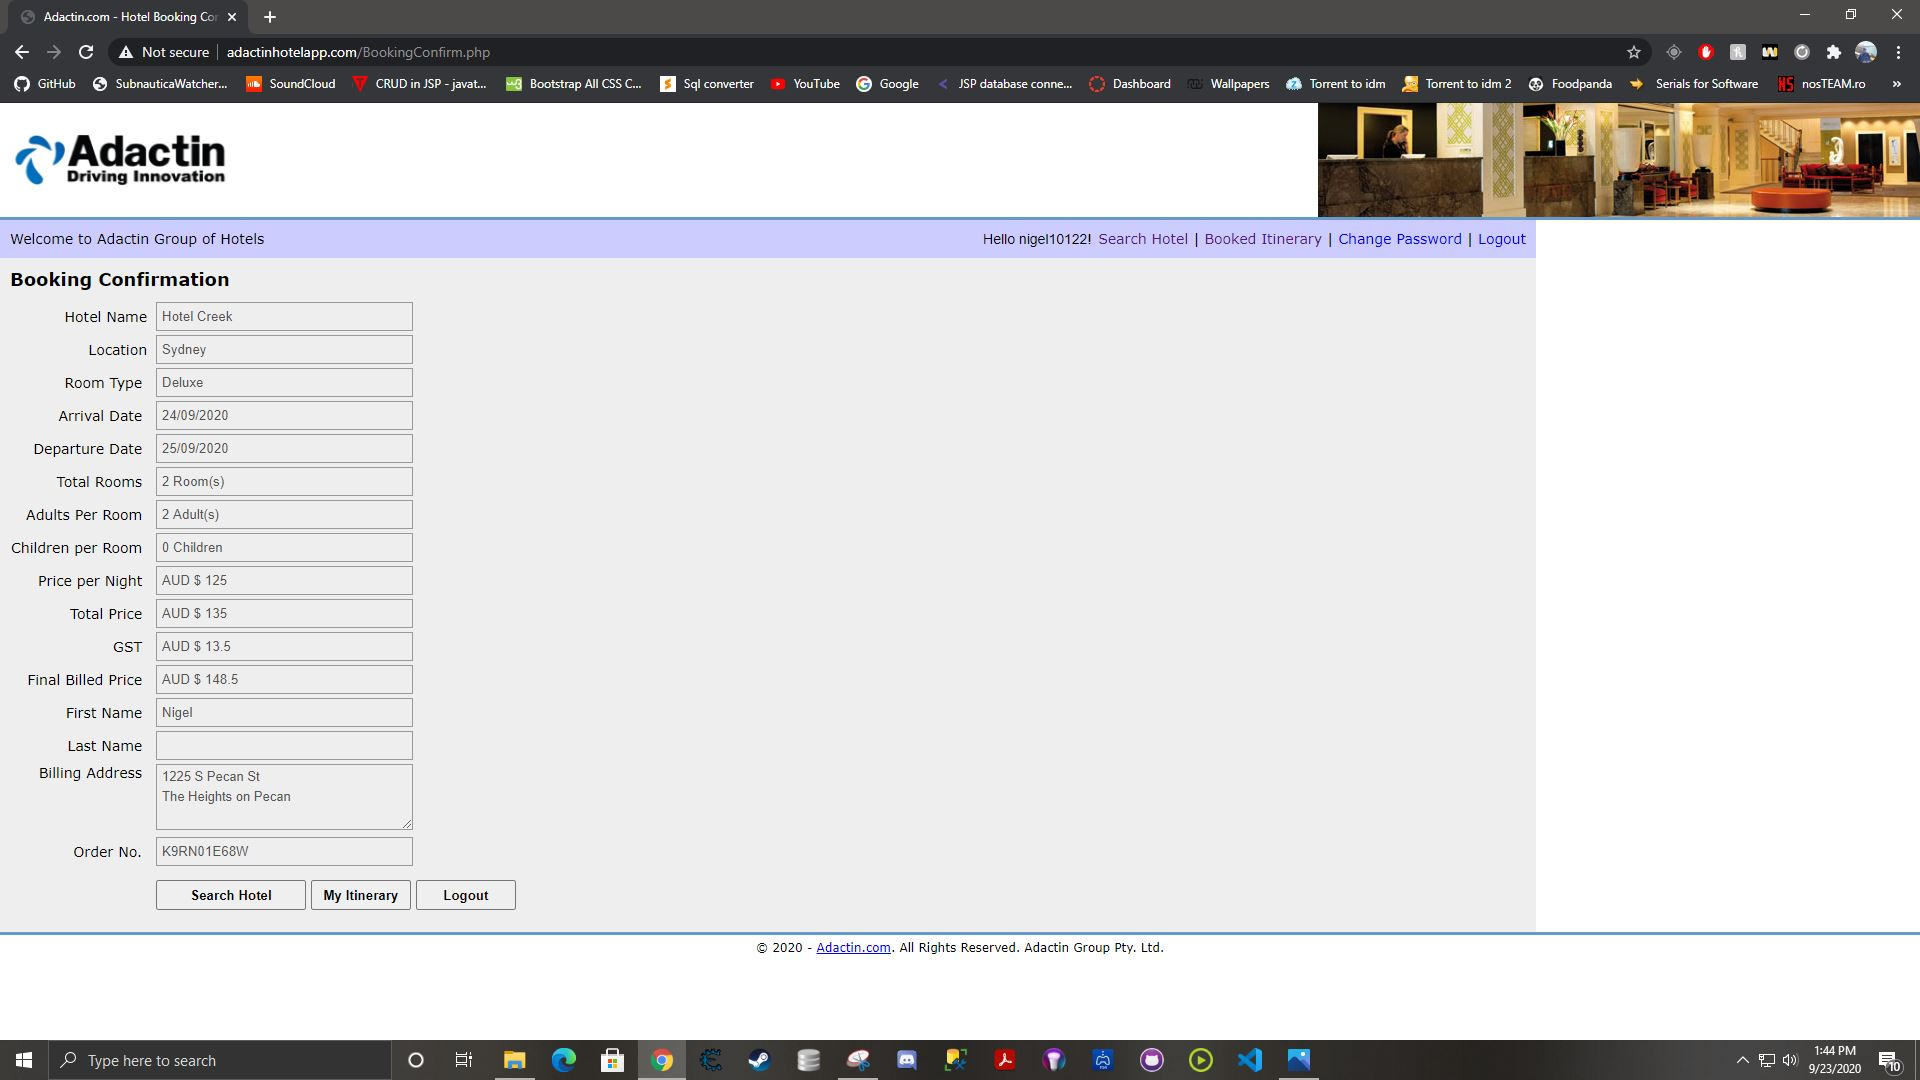 Adactin.com - Hotel Booking Con
Not secure
adactinhotelapp.com/BookingConfirm.php
GitHub
SubnauticaWatcher...
SoundCloud
CRUD in JSP - javat...
Bootstrap All CSS C...
Sql converter
YouTube
Google
JSP database conne...
Dashboard
Wallpapers
Torrent to idm
Torrent to idm 2
Foodpanda
Serials for Software
nosTEAM.ro
»
Adactin
Driving Innovation
Welcome to Adactin Group of Hotels
Hello nigel10122! Search Hotel | Booked Itinerary | Change Password | Logout
Booking Confirmation
Hotel Name Hotel Creek
Location Sydney
Room Type Deluxe
Arrival Date 24/09/2020
Departure Date 25/09/2020
Total Rooms 2 Room(s)
Adults Per Room 2 Adult(s)
Children per Room 0 Children
Price per Night AUD $ 125
Total Price AUD $ 135
GST AUD $ 13.5
Final Billed Price AUD $ 148.5
First Name Nigel
Last Name
Billing Address 1225 S Pecan St
The Heights on Pecan
Order No. K9RN01E68W
Search Hotel My Itinerary Logout
© 2020 - Adactin.com. All Rights Reserved. Adactin Group Pty. Ltd.
Type here to search
1:44 PM
9/23/2020
10